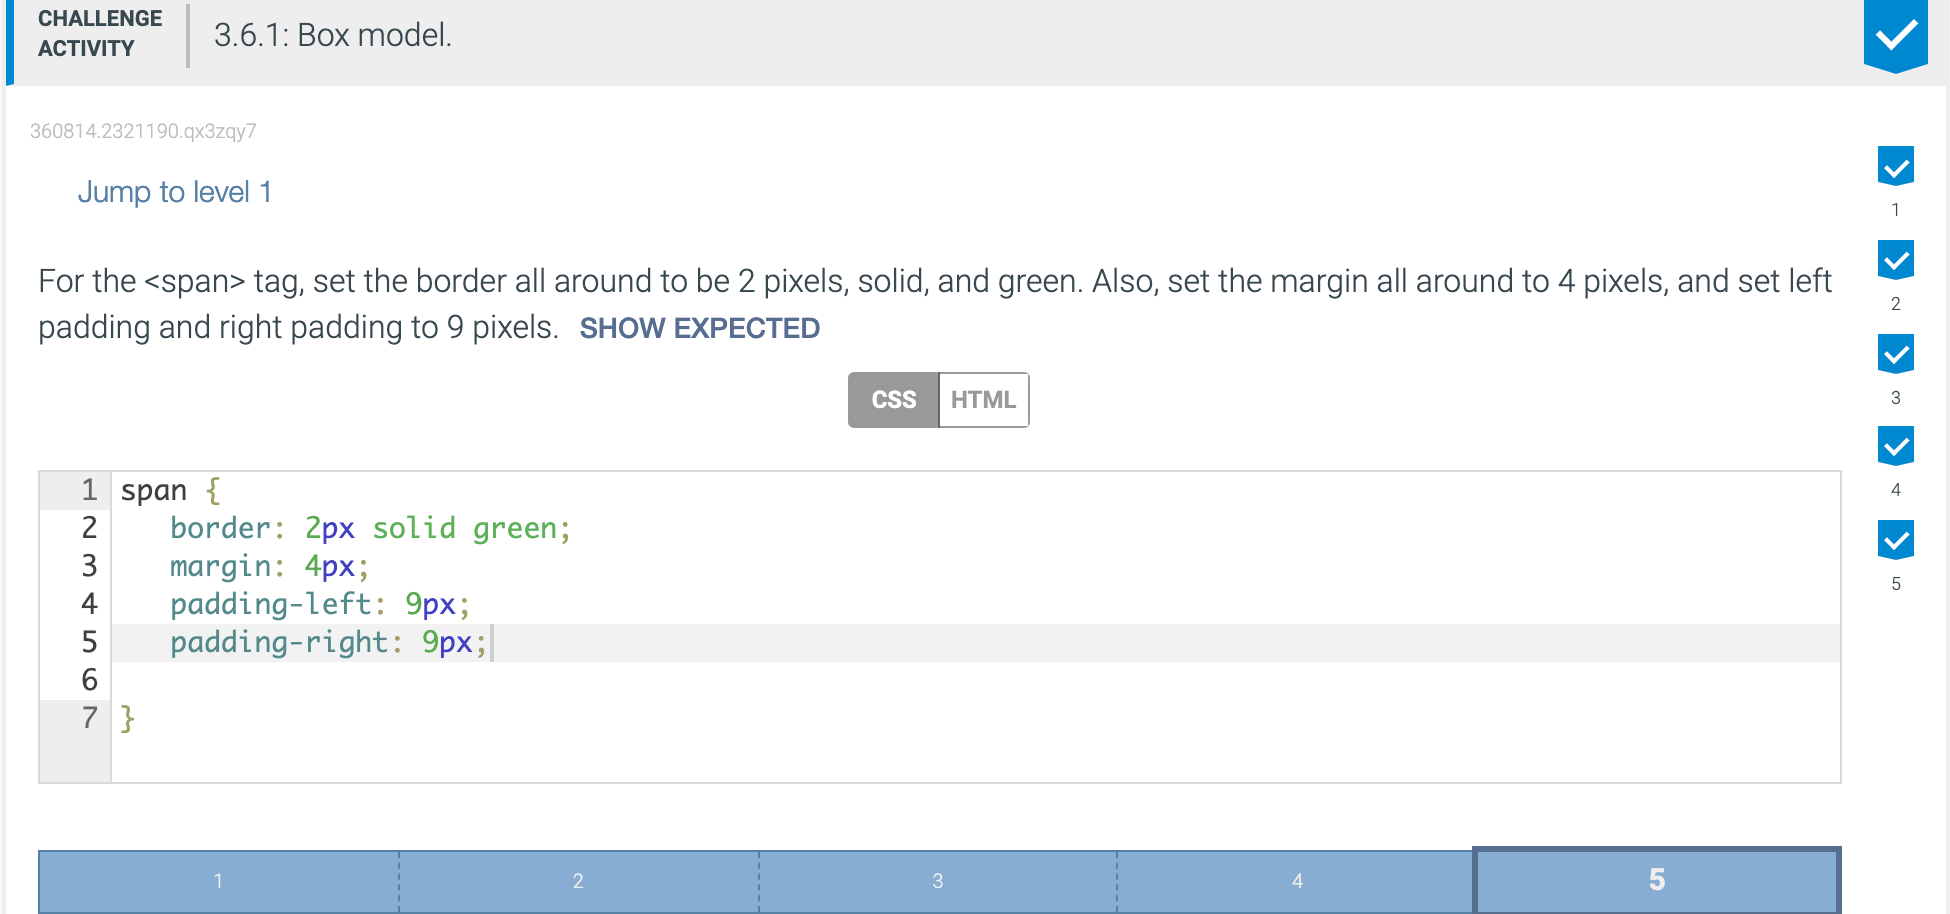 CHALLENGE
ACTIVITY
3.6.1: Box model.
360814.2321190.qx3zqy7
Jump to level 1
1
2
3
4
5
For the <span> tag, set the border all around to be 2 pixels, solid, and green. Also, set the margin all around to 4 pixels, and set left
padding and right padding to 9 pixels. SHOW EXPECTED
CSS HTML
1 span {
2    border: 2px solid green;
3    margin: 4px;
4    padding-left: 9px;
5    padding-right: 9px;
6
7 }
1 2 3 4 5